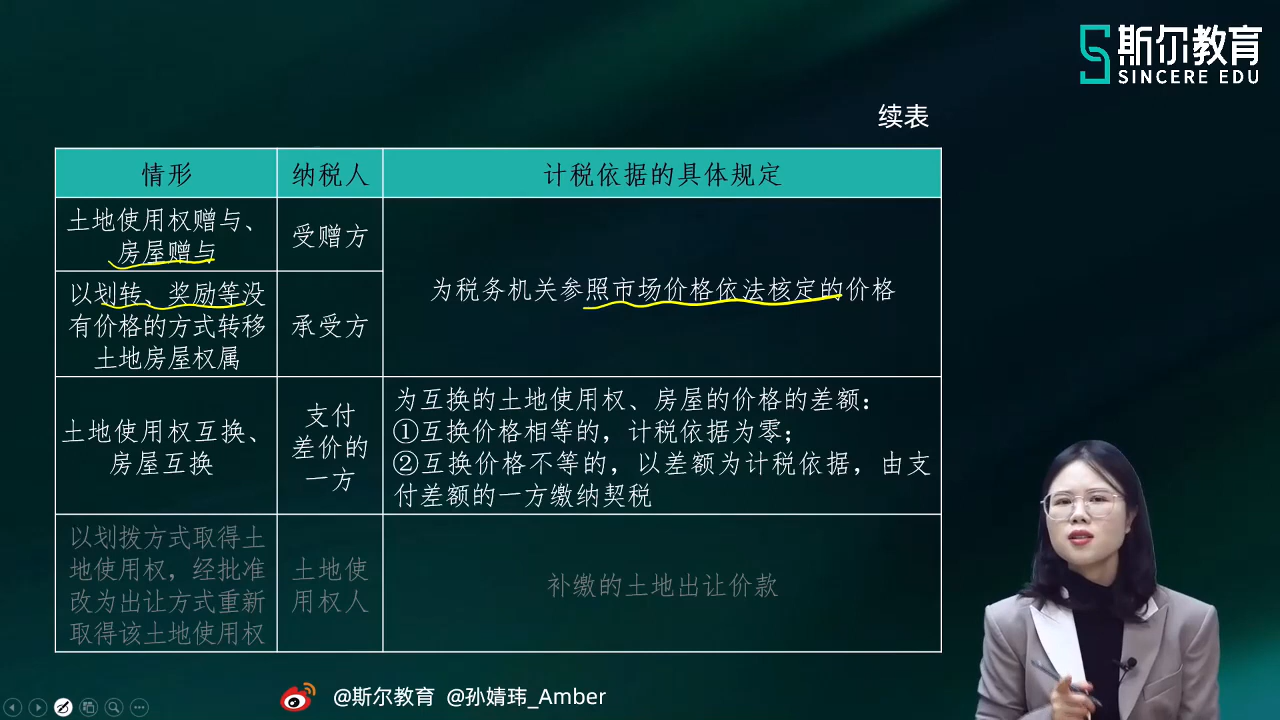 斯尔教育
SINCERE EDU
续表
情形
纳税人
计税依据的具体规定
土地使用权赠与、
房屋赠与
受赠方
为税务机关参照市场价格依法核定的价格
以划转、奖励等没
有价格的方式转移
土地房屋权属
承受方
土地使用权互换、
房屋互换
支付
差价的
一方
为互换的土地使用权、房屋的价格的差额：
①互换价格相等的，计税依据为零；
②互换价格不等的，以差额为计税依据，由支
付差额的一方缴纳契税
以划拨方式取得土
地使用权，经批准
改为出让方式重新
取得该土地使用权
土地使
用权人
补缴的土地出让价款
@斯尔教育 @孙婧玮_Amber